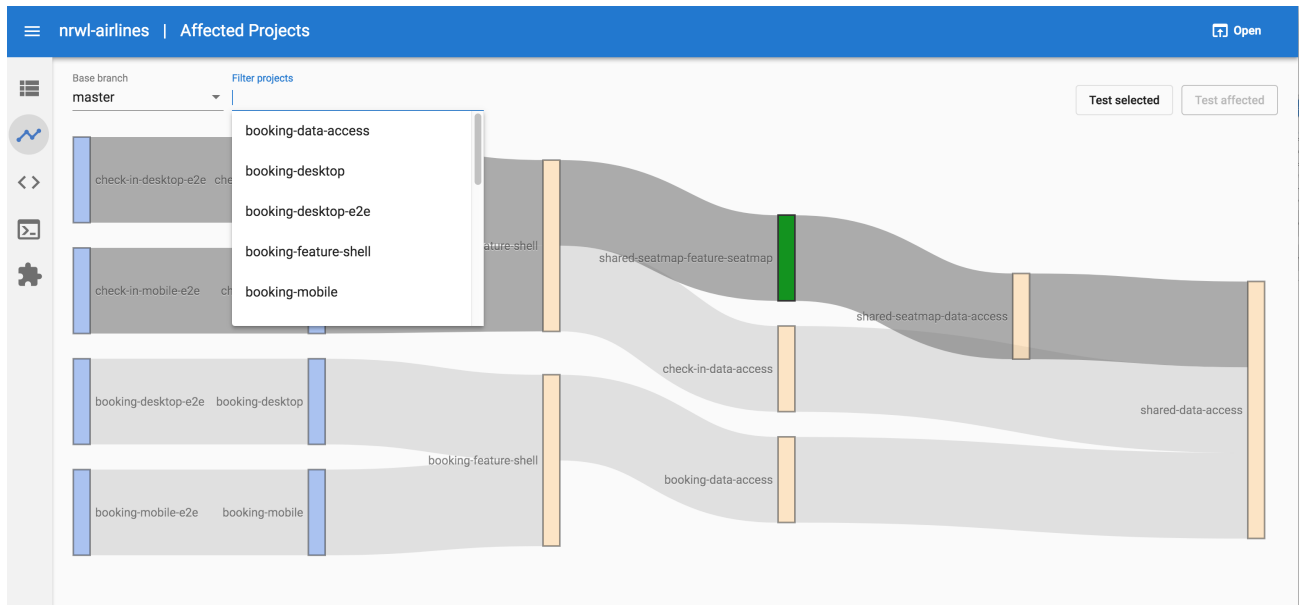 nrwl-airlines | Affected Projects
Open
Base branch
master
Filter projects
Test selected
Test affected
booking-data-access
booking-desktop
booking-desktop-e2e
booking-feature-shell
booking-mobile
check-in-desktop-e2e
check-in-mobile-e2e
shared-seatmap-feature-seatmap
shared-seatmap-data-access
check-in-data-access
booking-desktop-e2e
booking-desktop
shared-data-access
booking-feature-shell
booking-data-access
booking-mobile-e2e
booking-mobile